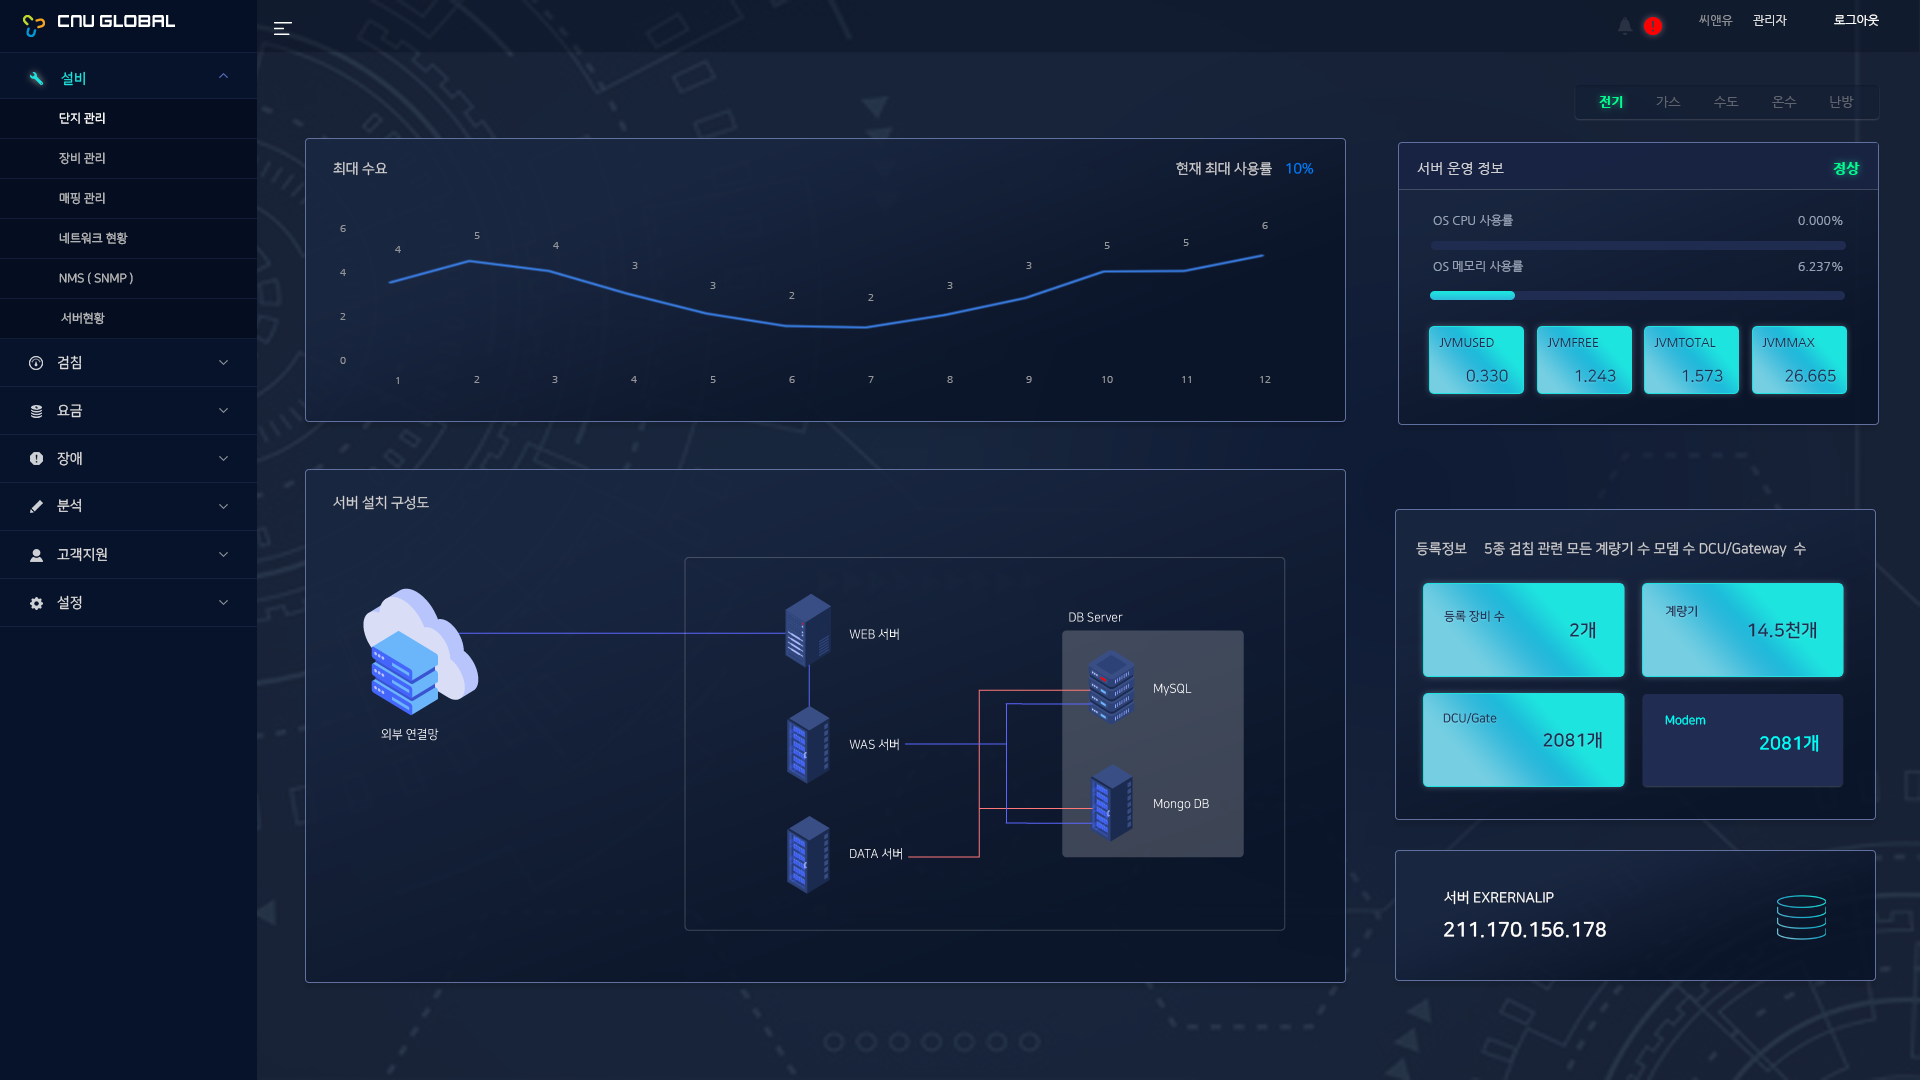 CNU GLOBAL
씨앤유 관리자 로그아웃
설비
단지 관리
장비 관리
매핑 관리
네트워크 현황
NMS ( SNMP )
서버현황
검침
요금
장애
분석
고객지원
설정
전기 가스 수도 온수 난방
최대 수요
현재 최대 사용률 10%
6
4
2
0
4 5 4 3 3 2 2 3 3 5 5 6
1 2 3 4 5 6 7 8 9 10 11 12
서버 운영 정보
정상
OS CPU 사용률 0.000%
OS 메모리 사용률 6.237%
JVMUSED
0.330
JVMFREE
1.243
JVMTOTAL
1.573
JVMMAX
26.665
서버 설치 구성도
외부 연결망
WEB 서버
WAS 서버
DATA 서버
DB Server
MySQL
Mongo DB
등록정보 5종 검침 관련 모든 계량기 수 모뎀 수 DCU/Gateway 수
등록 장비 수
2개
계량기
14.5천개
DCU/Gate
2081개
Modem
2081개
서버 EXRERNALIP
211.170.156.178